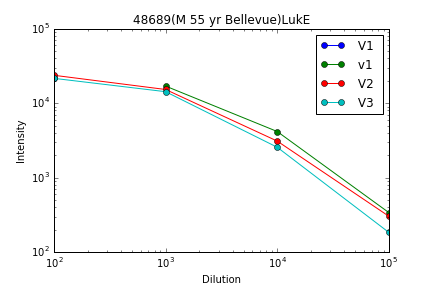 48689(M 55 yr Bellevue)LukE
10^5
10^4
10^3
10^2
Intensity
10^2 10^3 10^4 10^5
Dilution
V1
v1
V2
V3